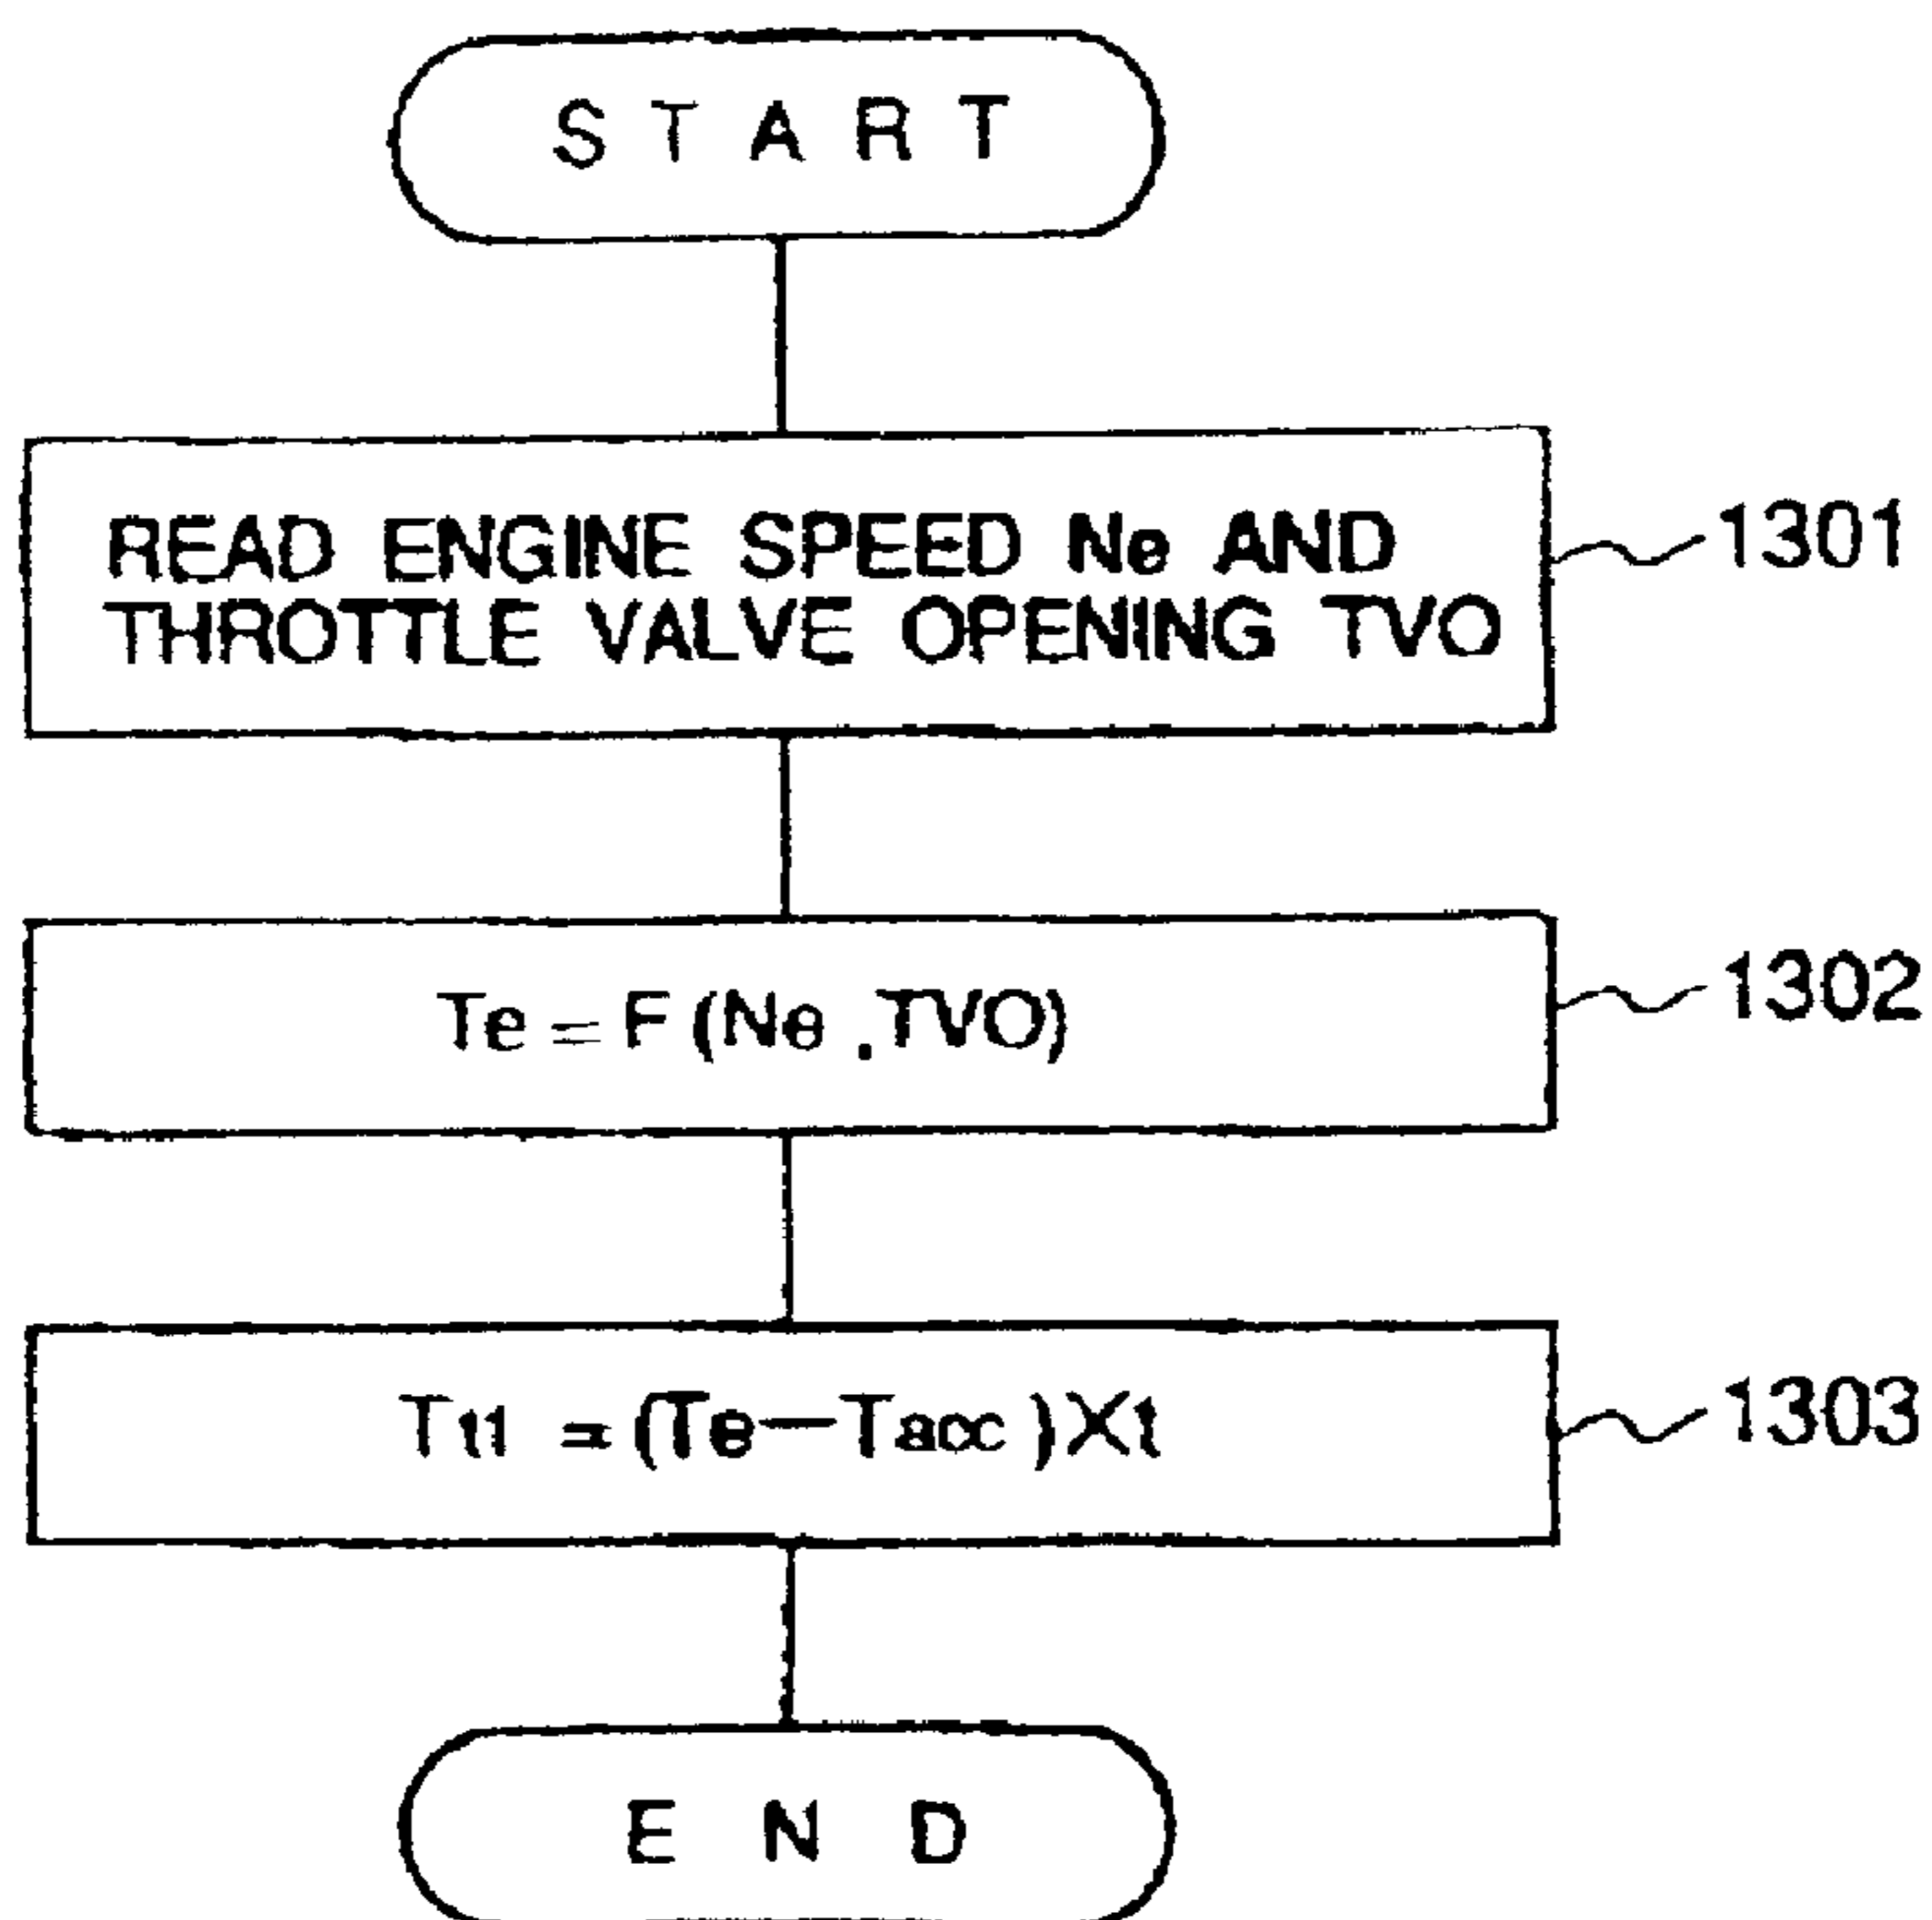 START
READ ENGINE SPEED Ne AND
THROTTLE VALVE OPENING TVO
1301
Te=F(Ne.TVO)
1302
Tt1 =(Te-Tacc)Xt
1303
END